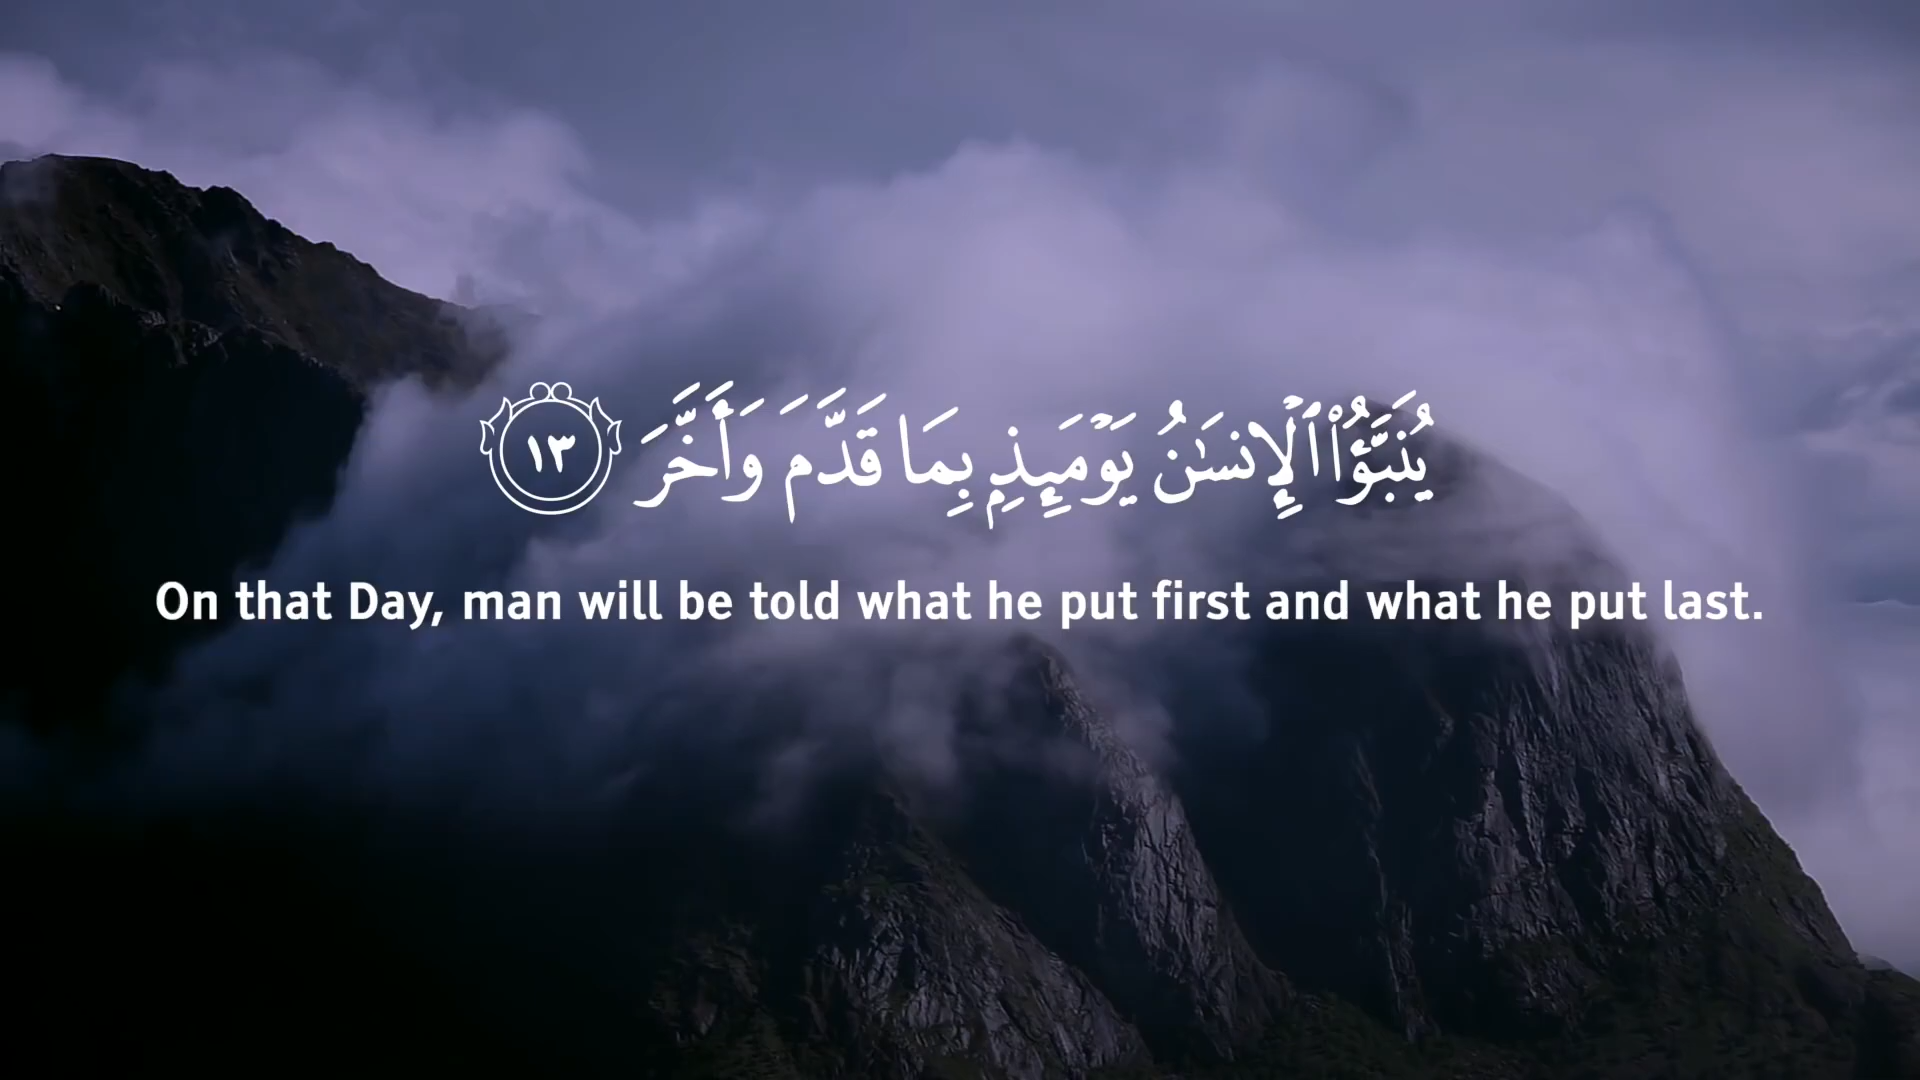 يُنَبَّؤُا۟ ٱلْإِنسَـٰنُ يَوْمَئِذٍۭ بِمَا قَدَّمَ وَأَخَّرَ ١٣
On that Day, man will be told what he put first and what he put last.